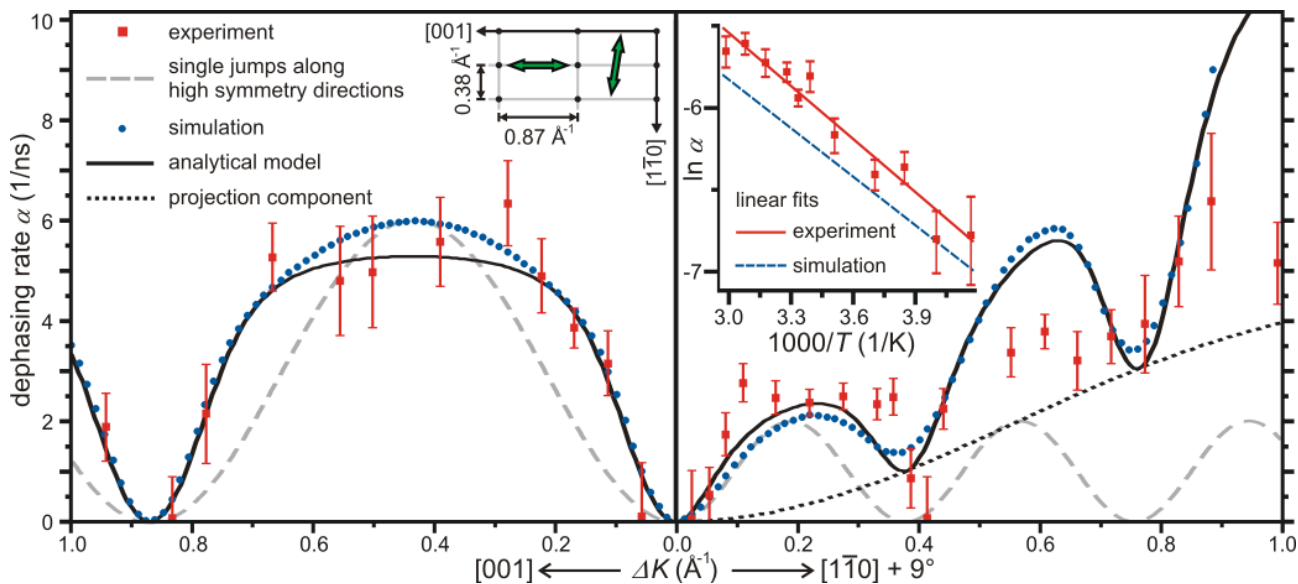 10
8
6
4
2
0
dephasing rate α (1/ns)
experiment
single jumps along
high symmetry directions
simulation
analytical model
projection component
[001]
0.38 Å⁻¹
0.87 Å⁻¹
[11̅0]
ln α
-6
-7
linear fits
experiment
simulation
3.0 3.3 3.6 3.9
1000/T (1/K)
1.0 0.8 0.6 0.4 0.2 0.0 0.2 0.4 0.6 0.8 1.0
[001] ΔK (Å⁻¹) [11̅0] + 9°